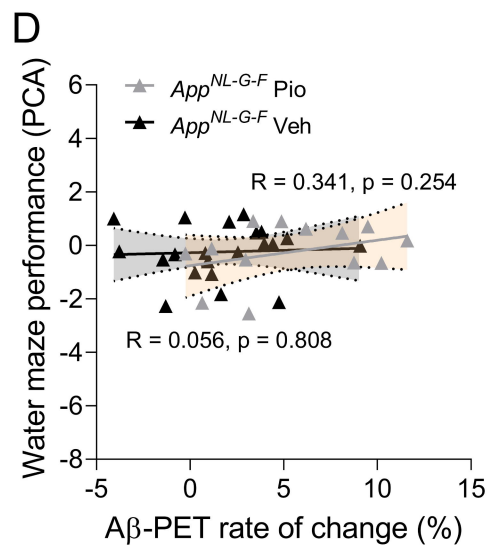 D
Water maze performance (PCA)
App^NL-G-F Pio
App^NL-G-F Veh
R = 0.341, p = 0.254
R = 0.056, p = 0.808
6
4
2
0
-2
-4
-6
-8
-5
0
5
10
15
Aβ-PET rate of change (%)